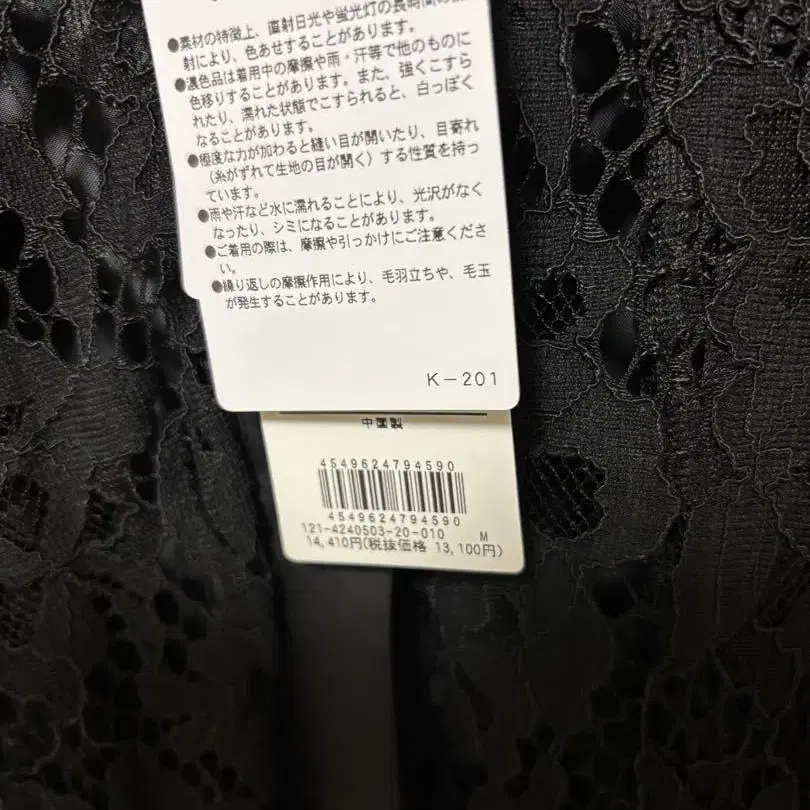 ●素材の特徴上、直射日光や蛍光灯の長時間の
射により、色あせすることがあります。
●濃色品は着用中の摩擦や雨・汗等で他のものに
色移りすることがあります。また、強くこすら
れたり、濡れた状態でこすられると、白っぽく
なることがあります。
●極度な力が加わると縫い目が開いたり、目寄れ
(糸がずれて生地の目が開く)する性質を持っ
ています。
●雨や汗など水に濡れることにより、光沢がなく
なったり、シミになることがあります。
●ご着用の際は、摩擦や引っかけにご注意くださ
い。
●繰り返しの摩擦作用により、毛羽立ちや、毛玉
が発生することがあります。
K-201
中国製
4549624794590
4549624794590
121-4240503-20-010 M
14,410円(税抜価格 13,100円)